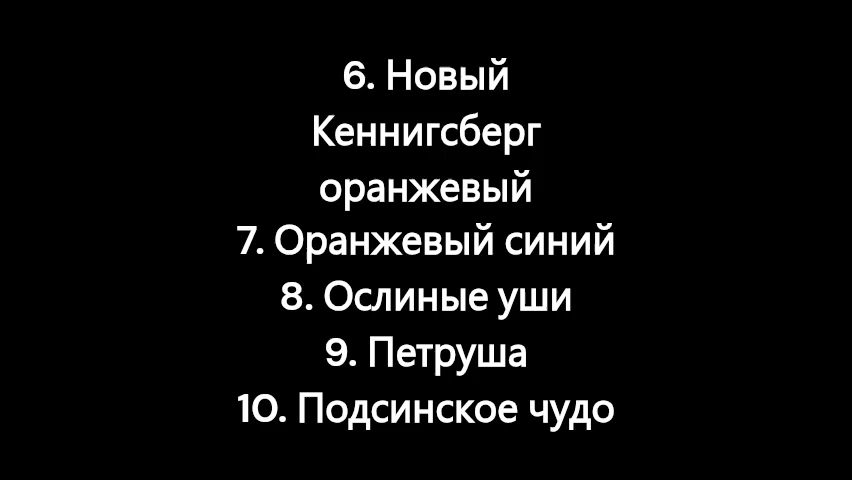 6. Новый
Кеннигсберг
оранжевый
7. Оранжевый синий
8. Ослиные уши
9. Петруша
10. Подсинское чудо